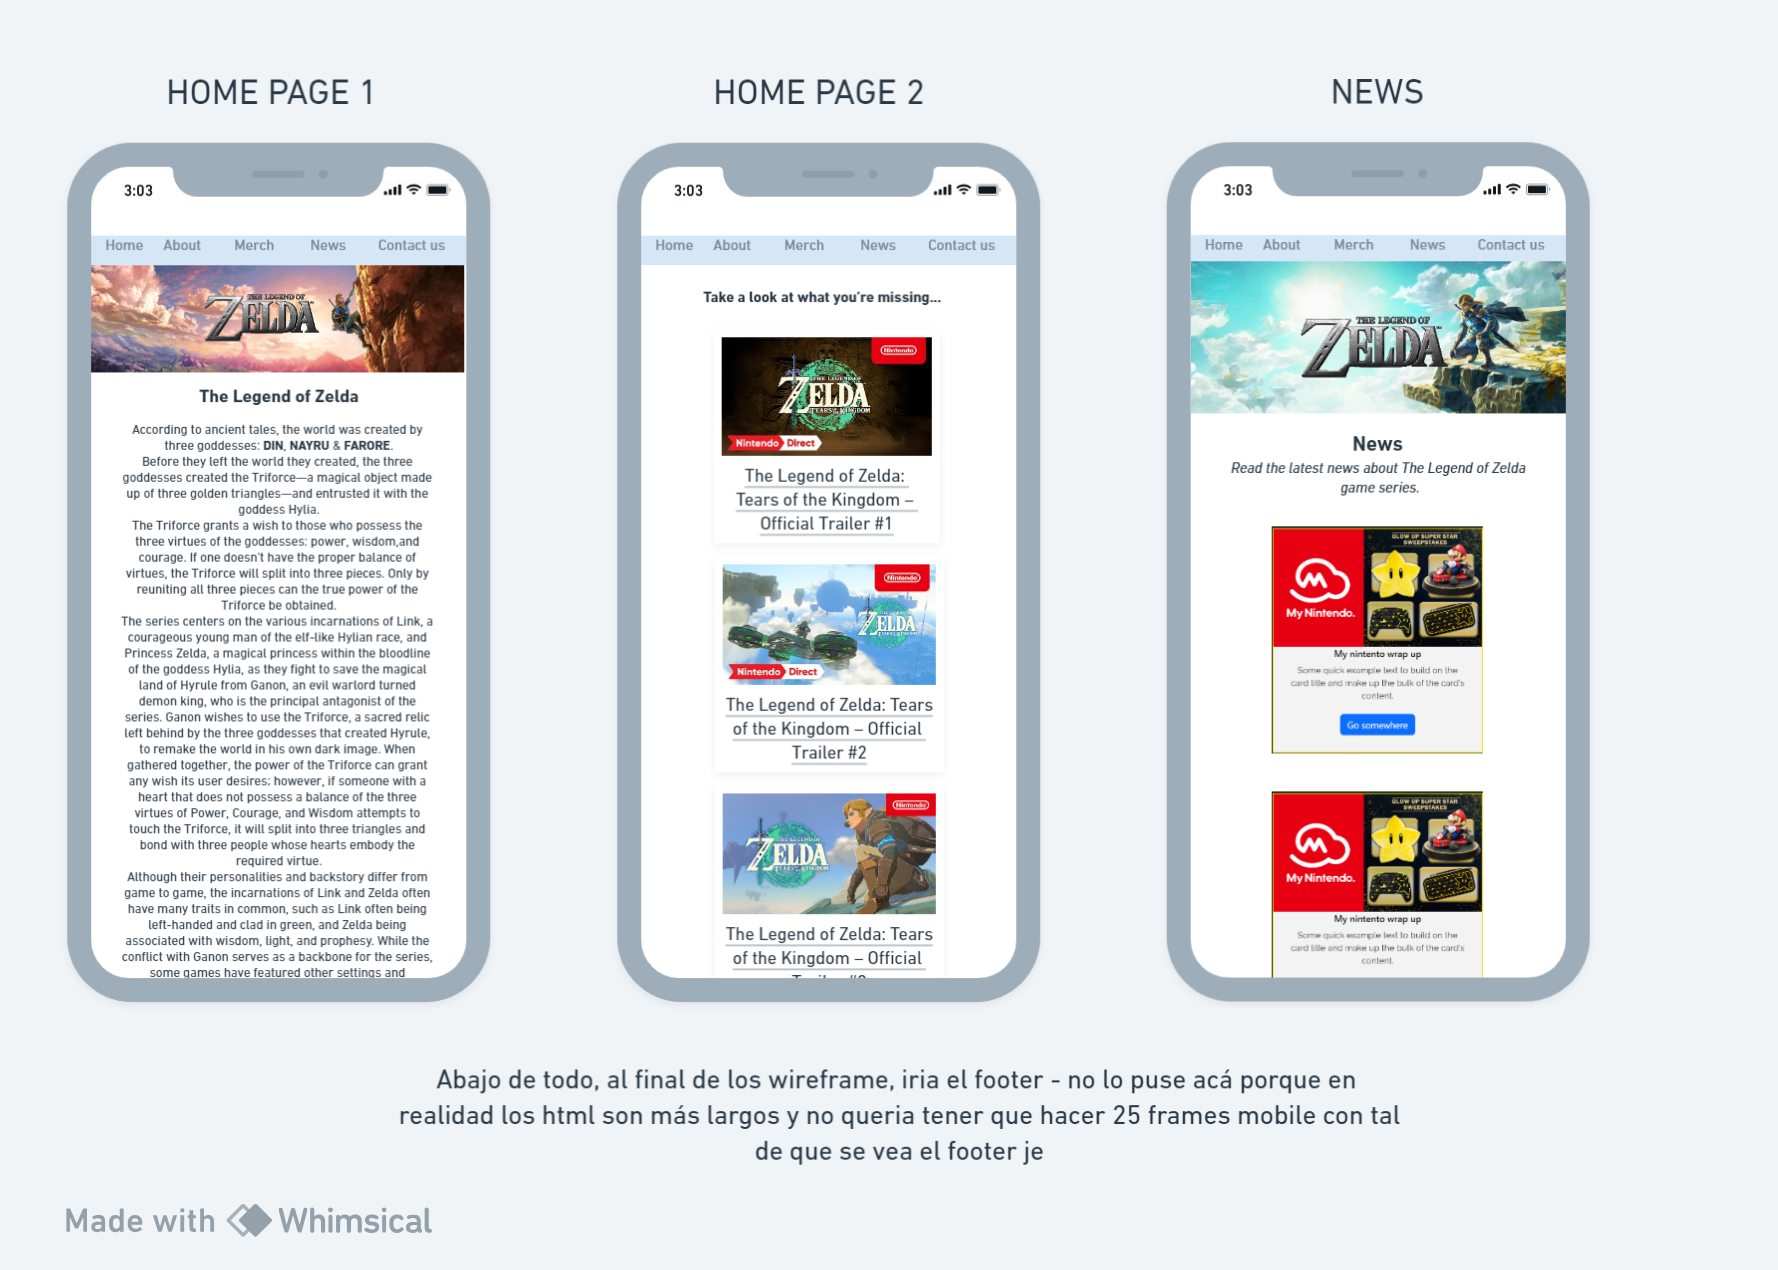 HOME PAGE 1
3:03
Home About Merch News Contact us
THE LEGEND OF
ZELDA
The Legend of Zelda
According to ancient tales, the world was created by
three goddesses: DIN, NAYRU & FARORE.
Before they left the world they created, the three
goddesses created the Triforce—a magical object made
up of three golden triangles—and entrusted it with the
goddess Hylia.
The Triforce grants a wish to those who possess the
three virtues of the goddesses: power, wisdom,and
courage. If one doesn't have the proper balance of
virtues, the Triforce will split into three pieces. Only by
reuniting all three pieces can the true power of the
Triforce be obtained.
The series centers on the various incarnations of Link, a
courageous young man of the elf-like Hylian race, and
Princess Zelda, a magical princess within the bloodline
of the goddess Hylia, as they fight to save the magical
land of Hyrule from Ganon, an evil warlord turned
demon king, who is the principal antagonist of the
series. Ganon wishes to use the Triforce, a sacred relic
left behind by the three goddesses that created Hyrule,
to remake the world in his own dark image. When
gathered together, the power of the Triforce can grant
any wish its user desires; however, if someone with a
heart that does not possess a balance of the three
virtues of Power, Courage, and Wisdom attempts to
touch the Triforce, it will split into three triangles and
bond with three people whose hearts embody the
required virtue.
Although their personalities and backstory differ from
game to game, the incarnations of Link and Zelda often
have many traits in common, such as Link often being
left-handed and clad in green, and Zelda being
associated with wisdom, light, and prophesy. While the
conflict with Ganon serves as a backbone for the series,
some games have featured other settings and
HOME PAGE 2
3:03
Home About Merch News Contact us
Take a look at what you're missing...
Nintendo
THE LEGEND OF
ZELDA
TEARS OF THE KINGDOM
Nintendo Direct
The Legend of Zelda:
Tears of the Kingdom –
Official Trailer #1
Nintendo
THE LEGEND OF
ZELDA
TEARS OF THE KINGDOM
Nintendo Direct
The Legend of Zelda: Tears
of the Kingdom – Official
Trailer #2
Nintendo
THE LEGEND OF
ZELDA
TEARS OF THE KINGDOM
The Legend of Zelda: Tears
of the Kingdom – Official
NEWS
3:03
Home About Merch News Contact us
THE LEGEND OF
ZELDA
News
Read the latest news about The Legend of Zelda
game series.
GLOW UP SUPER STAR
SWEEPSTAKES
My Nintendo.
My nintento wrap up
Some quick example text to build on the
card title and make up the bulk of the card's
content.
Go somewhere
GLOW UP SUPER STAR
SWEEPSTAKES
My Nintendo.
My nintento wrap up
Some quick example text to build on the
card title and make up the bulk of the card's
content.
Abajo de todo, al final de los wireframe, iria el footer - no lo puse acá porque en
realidad los html son más largos y no queria tener que hacer 25 frames mobile con tal
de que se vea el footer je
Made with Whimsical